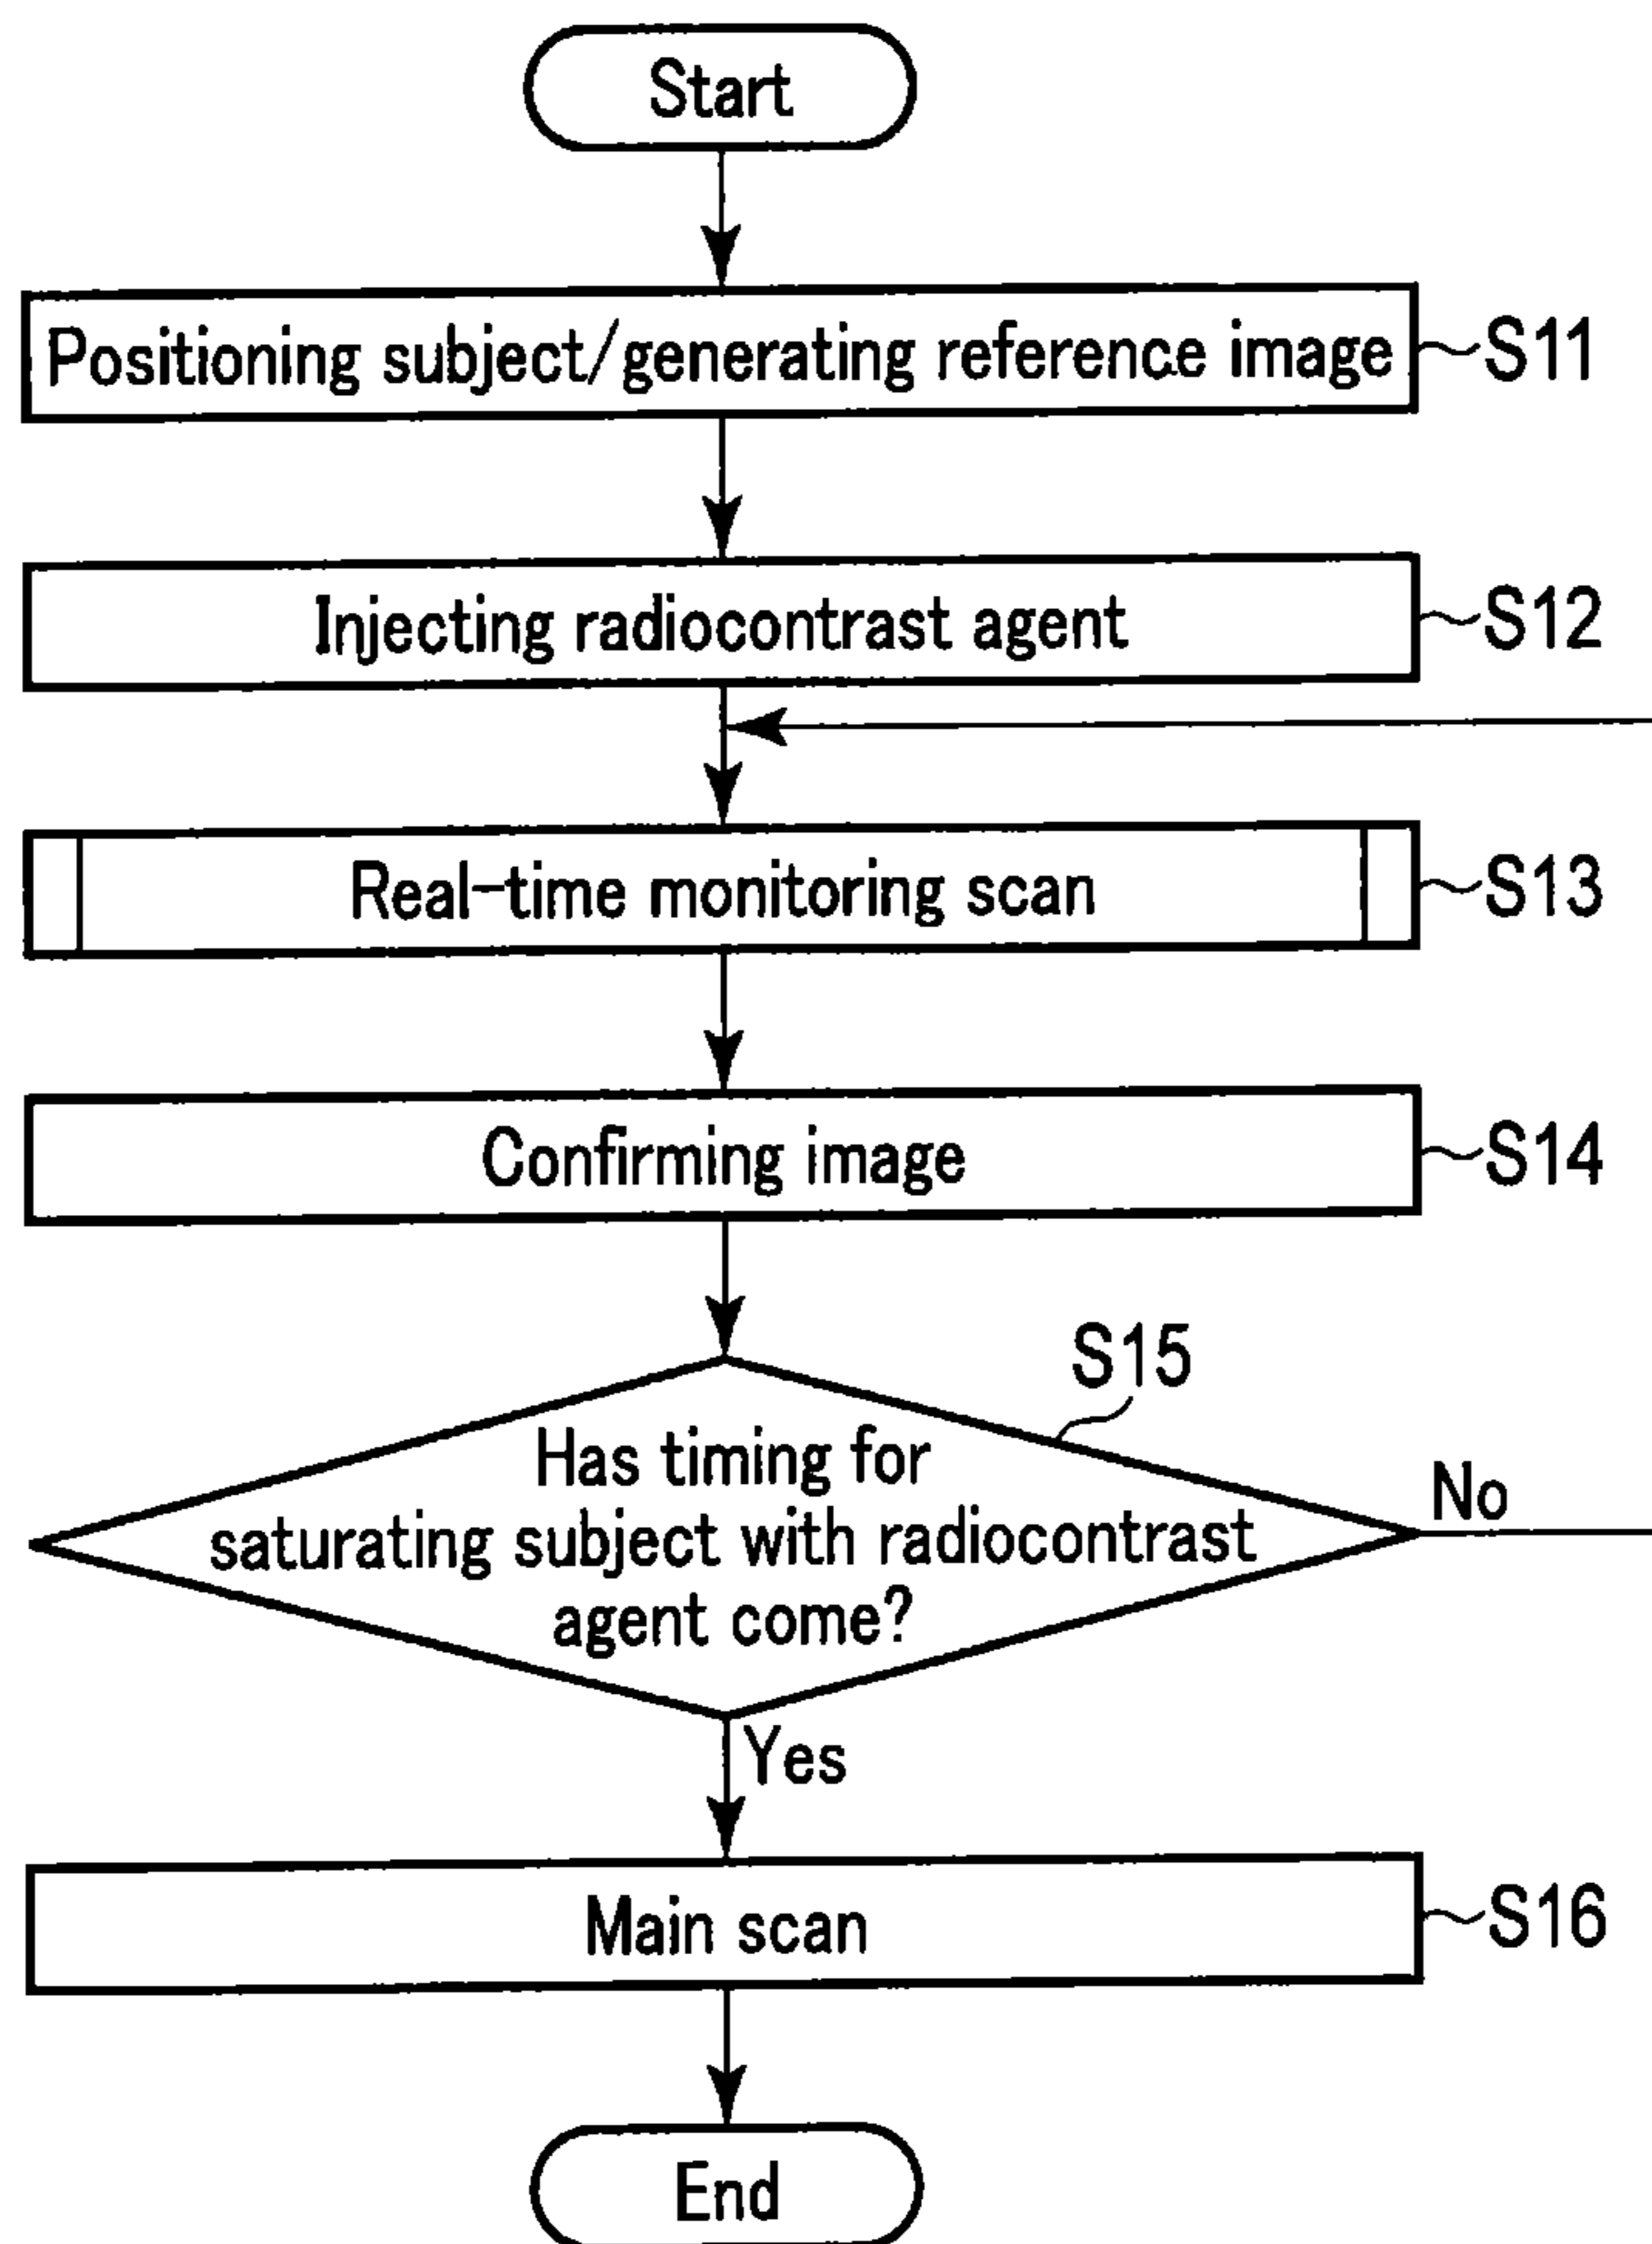 Start
Positioning subject/generating reference image
S11
Injecting radiocontrast agent
S12
Real-time monitoring scan
S13
Confirming image
S14
S15
Has timing for
saturating subject with radiocontrast
agent come?
No
Yes
Main scan
S16
End